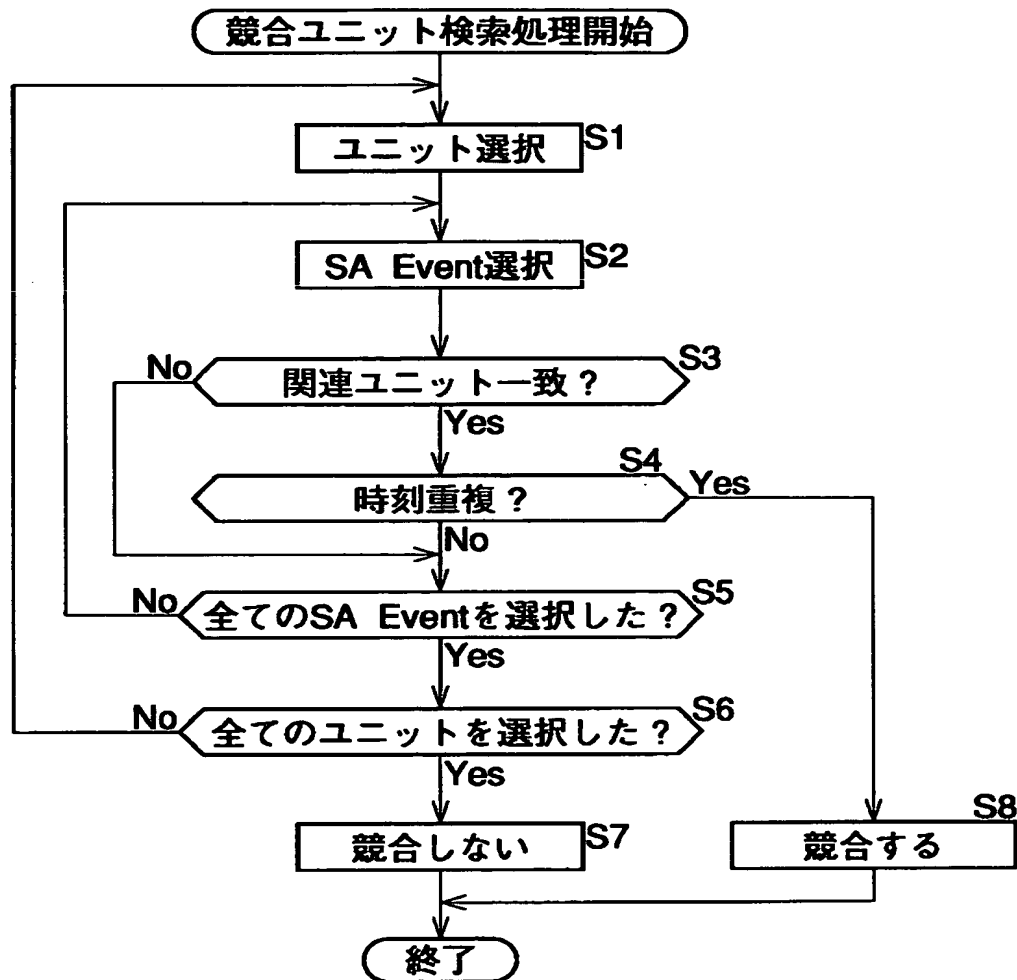 競合ユニット検索処理開始
ユニット選択 S1
SA Event選択 S2
No 関連ユニット一致? S3
Yes
時刻重複? S4 Yes
No
No 全てのSA Eventを選択した? S5
Yes
No 全てのユニットを選択した? S6
Yes
競合しない S7
競合する S8
終了